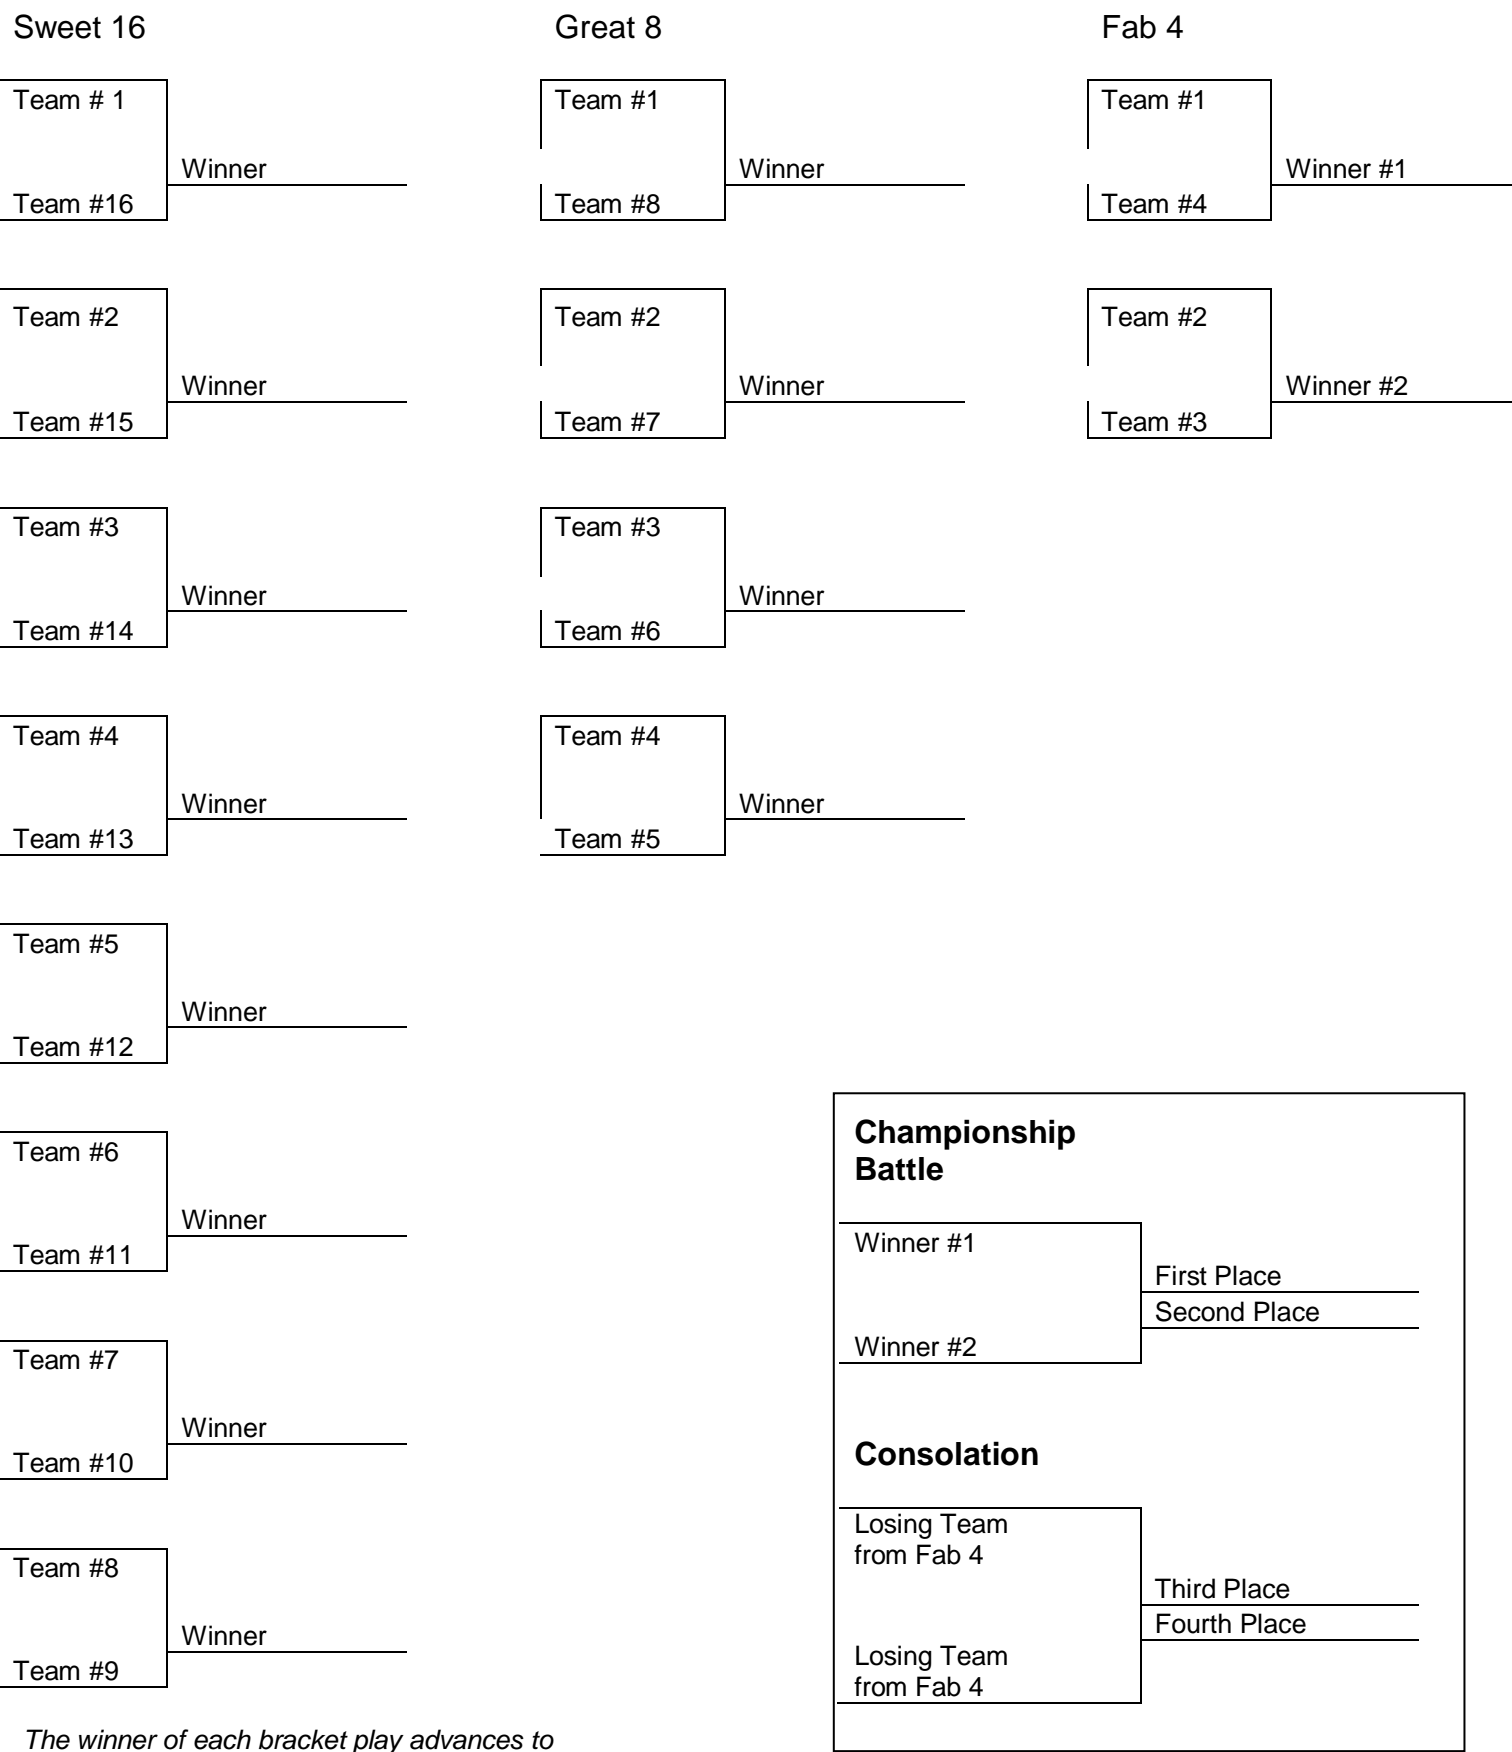 Sweet 16
Great 8
Fab 4
Team # 1
Winner
Team #16
Team #2
Winner
Team #15
Team #3
Winner
Team #14
Team #4
Winner
Team #13
Team #5
Winner
Team #12
Team #6
Winner
Team #11
Team #7
Winner
Team #10
Team #8
Winner
Team #9
Team #1
Winner
Team #8
Team #2
Winner
Team #7
Team #3
Winner
Team #6
Team #4
Winner
Team #5
Team #1
Winner #1
Team #4
Team #2
Winner #2
Team #3
Championship
Battle
Winner #1
First Place
Second Place
Winner #2
Consolation
Losing Team
from Fab 4
Third Place
Fourth Place
Losing Team
from Fab 4
The winner of each bracket play advances to